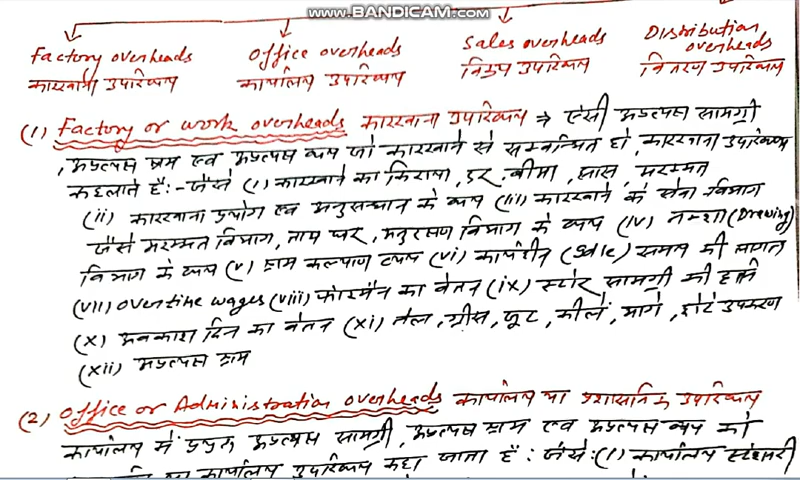 www.BANDICAM.com
Factory overheads Office overheads Sales overheads Distribution overheads
कारखाना उपरिव्यय कार्यालय उपरिव्यय विक्रय उपरिव्यय वितरण उपरिव्यय
(1) Factory or work overheads कारखाना उपरिव्यय ⇒ ऐसी अप्रत्यक्ष सामग्री
, अप्रत्यक्ष श्रम एवं अप्रत्यक्ष व्यय जो कारखाने से सम्बन्धित हो, कारखाना उपरिव्यय
कहलाते हैं:- जैसे (i) कारखाने का किराया, कर, बीमा, ह्रास, मरम्मत
(ii) कारखाना प्रयोग एवं अनुसन्धान के व्यय (iii) कारखाने के सेवा विभाग
जैसे मरम्मत विभाग, ताप घर, अनुरक्षण विभाग के व्यय (iv) नक्शा (Drawing)
विभाग के व्यय (v) श्रम कल्याण व्यय (vi) कार्यहीन (Idle) समय की लागत
(vii) overtime wages (viii) फोरमैन का वेतन (ix) स्टोर सामग्री की हानि
(x) अवकाश दिन का वेतन (xi) तेल, ग्रीस, जूट, कीलें, धागे, छोटे उपकरण
(xii) अप्रत्यक्ष श्रम
(2) Office or Administration overheads कार्यालय या प्रशासनिक उपरिव्यय
कार्यालय में प्रयुक्त अप्रत्यक्ष सामग्री, अप्रत्यक्ष श्रम एवं अप्रत्यक्ष व्यय को
कार्यालय उपरिव्यय कहा जाता है: जैसे: (i) कार्यालय स्टेशनरी